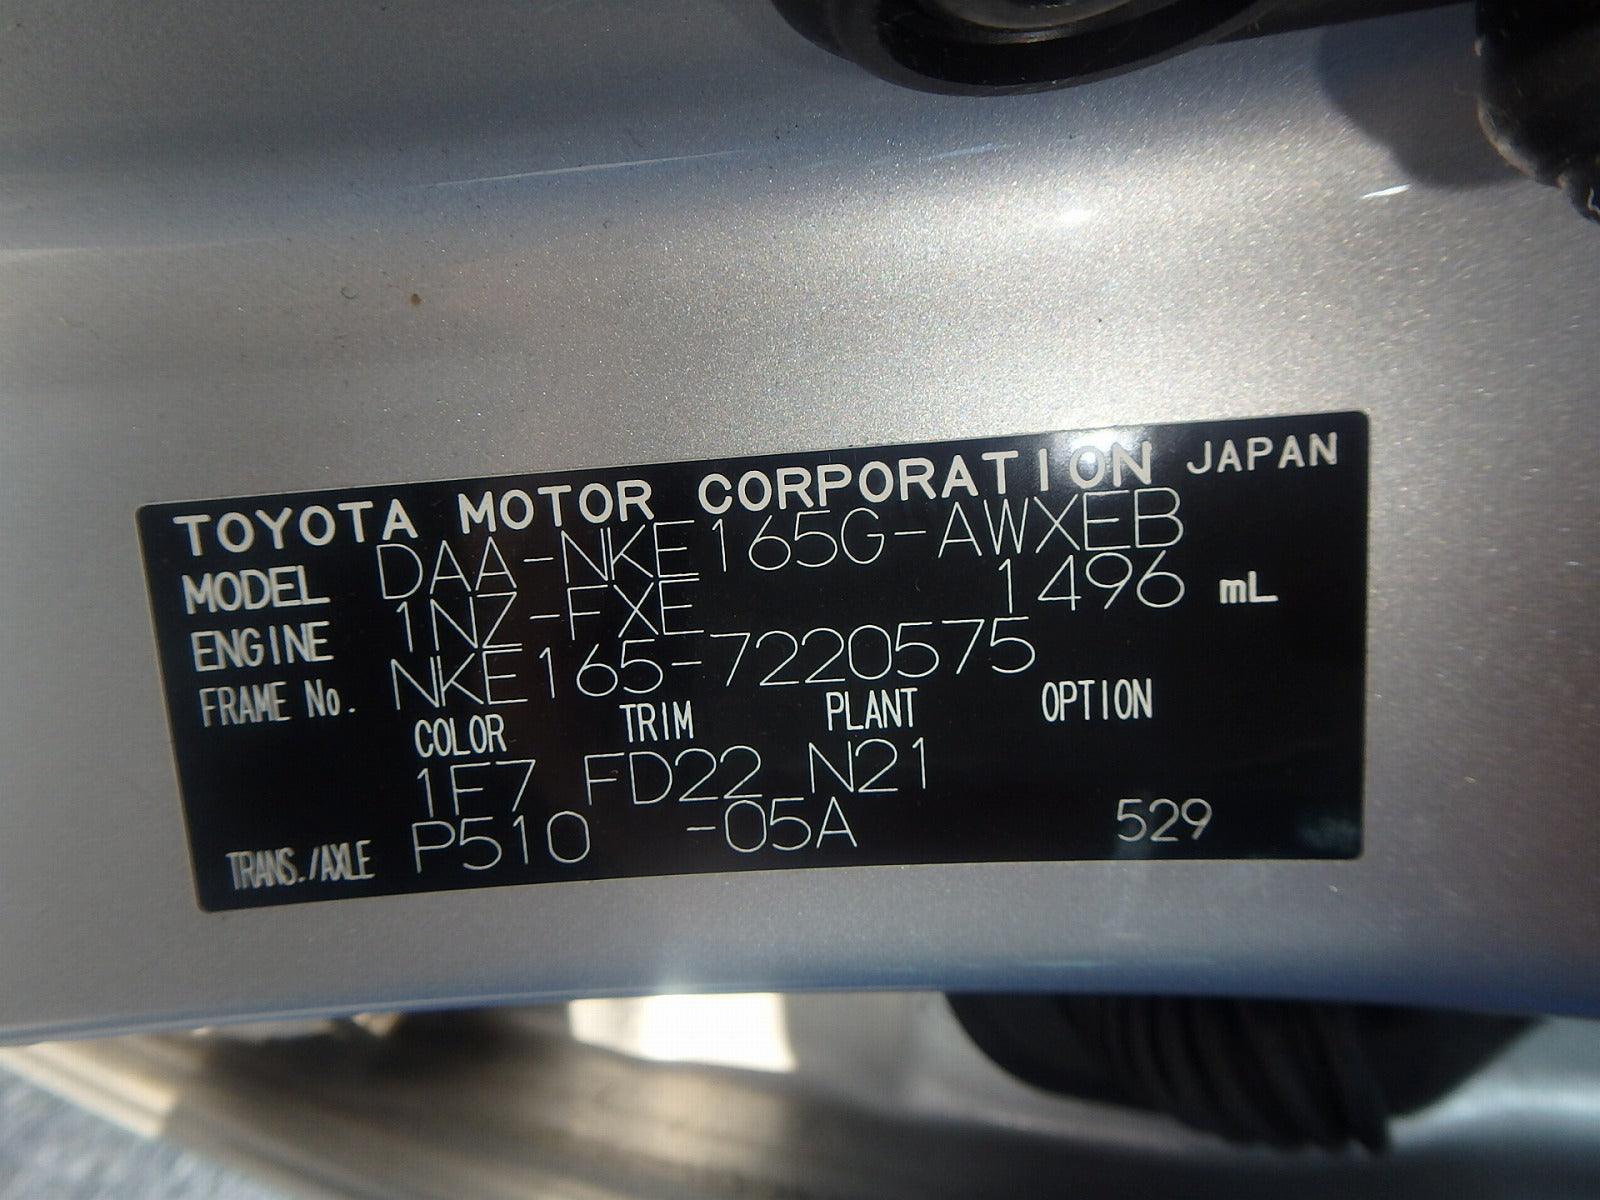 TOYOTA MOTOR CORPORATION JAPAN
MODEL DAA-NKE165G-AWXEB
ENGINE 1NZ-FXE 1496 mL
FRAME No. NKE165-7220575
COLOR TRIM PLANT OPTION
1F7 FD22 N21
TRANS./AXLE P510 -05A 529